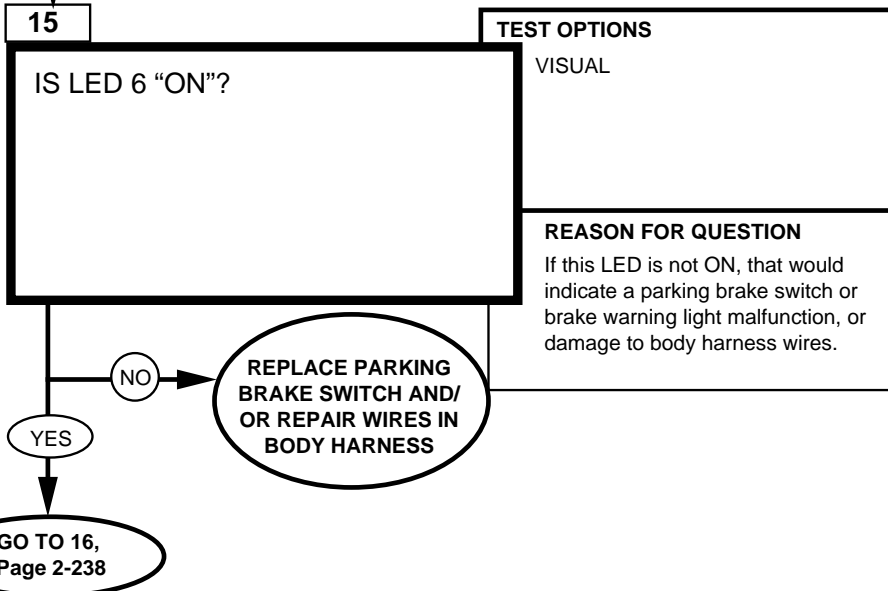 15
IS LED 6 “ON”?
TEST OPTIONS
VISUAL
REASON FOR QUESTION
If this LED is not ON, that would
indicate a parking brake switch or
brake warning light malfunction, or
damage to body harness wires.
NO
REPLACE PARKING
BRAKE SWITCH AND/
OR REPAIR WIRES IN
BODY HARNESS
YES
GO TO 16,
Page 2-238